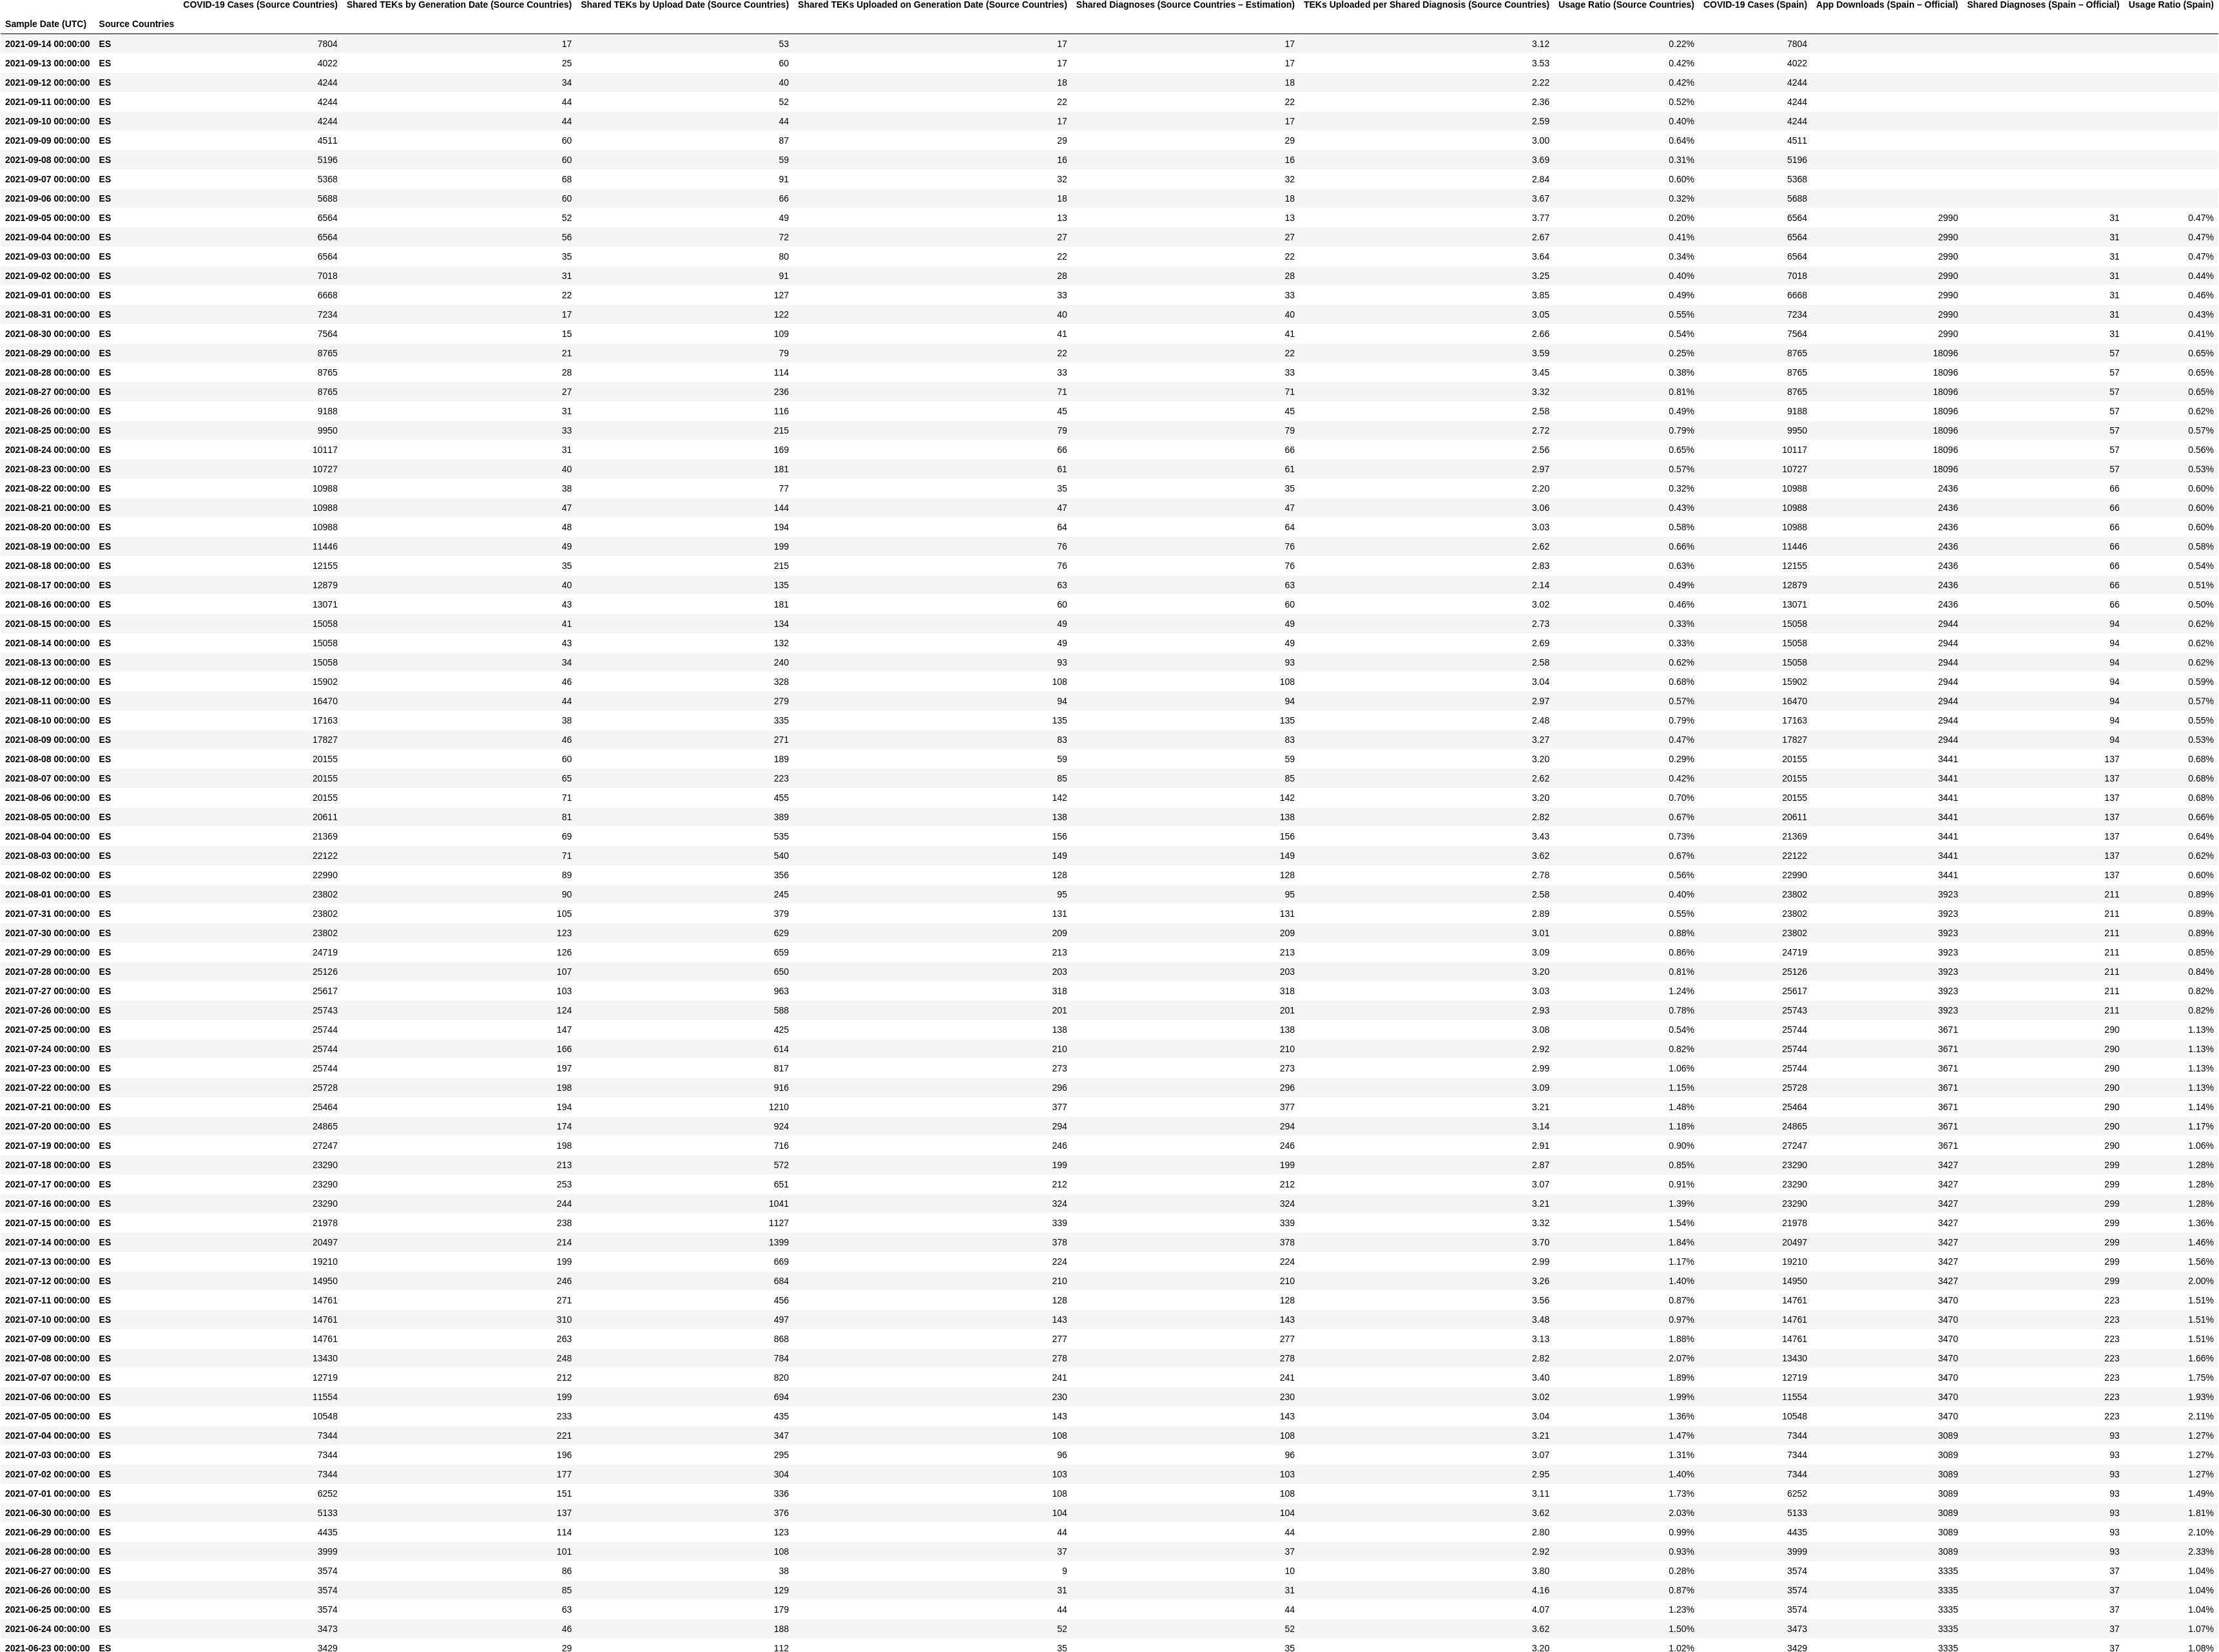 COVID-19 Cases (Source Countries) Shared TEKs by Generation Date (Source Countries) Shared TEKs by Upload Date (Source Countries) Shared TEKs Uploaded on Generation Date (Source Countries) Shared Diagnoses (Source Countries – Estimation) TEKs Uploaded per Shared Diagnosis (Source Countries) Usage Ratio (Source Countries) COVID-19 Cases (Spain) App Downloads (Spain – Official) Shared Diagnoses (Spain – Official) Usage Ratio (Spain)
Sample Date (UTC) Source Countries
2021-09-14 00:00:00 ES 7804 17 53 17 17 3.12 0.22% 7804
2021-09-13 00:00:00 ES 4022 25 60 17 17 3.53 0.42% 4022
2021-09-12 00:00:00 ES 4244 34 40 18 18 2.22 0.42% 4244
2021-09-11 00:00:00 ES 4244 44 52 22 22 2.36 0.52% 4244
2021-09-10 00:00:00 ES 4244 44 44 17 17 2.59 0.40% 4244
2021-09-09 00:00:00 ES 4511 60 87 29 29 3.00 0.64% 4511
2021-09-08 00:00:00 ES 5196 60 59 16 16 3.69 0.31% 5196
2021-09-07 00:00:00 ES 5368 68 91 32 32 2.84 0.60% 5368
2021-09-06 00:00:00 ES 5688 60 66 18 18 3.67 0.32% 5688
2021-09-05 00:00:00 ES 6564 52 49 13 13 3.77 0.20% 6564 2990 31 0.47%
2021-09-04 00:00:00 ES 6564 56 72 27 27 2.67 0.41% 6564 2990 31 0.47%
2021-09-03 00:00:00 ES 6564 35 80 22 22 3.64 0.34% 6564 2990 31 0.47%
2021-09-02 00:00:00 ES 7018 31 91 28 28 3.25 0.40% 7018 2990 31 0.44%
2021-09-01 00:00:00 ES 6668 22 127 33 33 3.85 0.49% 6668 2990 31 0.46%
2021-08-31 00:00:00 ES 7234 17 122 40 40 3.05 0.55% 7234 2990 31 0.43%
2021-08-30 00:00:00 ES 7564 15 109 41 41 2.66 0.54% 7564 2990 31 0.41%
2021-08-29 00:00:00 ES 8765 21 79 22 22 3.59 0.25% 8765 18096 57 0.65%
2021-08-28 00:00:00 ES 8765 28 114 33 33 3.45 0.38% 8765 18096 57 0.65%
2021-08-27 00:00:00 ES 8765 27 236 71 71 3.32 0.81% 8765 18096 57 0.65%
2021-08-26 00:00:00 ES 9188 31 116 45 45 2.58 0.49% 9188 18096 57 0.62%
2021-08-25 00:00:00 ES 9950 33 215 79 79 2.72 0.79% 9950 18096 57 0.57%
2021-08-24 00:00:00 ES 10117 31 169 66 66 2.56 0.65% 10117 18096 57 0.56%
2021-08-23 00:00:00 ES 10727 40 181 61 61 2.97 0.57% 10727 18096 57 0.53%
2021-08-22 00:00:00 ES 10988 38 77 35 35 2.20 0.32% 10988 2436 66 0.60%
2021-08-21 00:00:00 ES 10988 47 144 47 47 3.06 0.43% 10988 2436 66 0.60%
2021-08-20 00:00:00 ES 10988 48 194 64 64 3.03 0.58% 10988 2436 66 0.60%
2021-08-19 00:00:00 ES 11446 49 199 76 76 2.62 0.66% 11446 2436 66 0.58%
2021-08-18 00:00:00 ES 12155 35 215 76 76 2.83 0.63% 12155 2436 66 0.54%
2021-08-17 00:00:00 ES 12879 40 135 63 63 2.14 0.49% 12879 2436 66 0.51%
2021-08-16 00:00:00 ES 13071 43 181 60 60 3.02 0.46% 13071 2436 66 0.50%
2021-08-15 00:00:00 ES 15058 41 134 49 49 2.73 0.33% 15058 2944 94 0.62%
2021-08-14 00:00:00 ES 15058 43 132 49 49 2.69 0.33% 15058 2944 94 0.62%
2021-08-13 00:00:00 ES 15058 34 240 93 93 2.58 0.62% 15058 2944 94 0.62%
2021-08-12 00:00:00 ES 15902 46 328 108 108 3.04 0.68% 15902 2944 94 0.59%
2021-08-11 00:00:00 ES 16470 44 279 94 94 2.97 0.57% 16470 2944 94 0.57%
2021-08-10 00:00:00 ES 17163 38 335 135 135 2.48 0.79% 17163 2944 94 0.55%
2021-08-09 00:00:00 ES 17827 46 271 83 83 3.27 0.47% 17827 2944 94 0.53%
2021-08-08 00:00:00 ES 20155 60 189 59 59 3.20 0.29% 20155 3441 137 0.68%
2021-08-07 00:00:00 ES 20155 65 223 85 85 2.62 0.42% 20155 3441 137 0.68%
2021-08-06 00:00:00 ES 20155 71 455 142 142 3.20 0.70% 20155 3441 137 0.68%
2021-08-05 00:00:00 ES 20611 81 389 138 138 2.82 0.67% 20611 3441 137 0.66%
2021-08-04 00:00:00 ES 21369 69 535 156 156 3.43 0.73% 21369 3441 137 0.64%
2021-08-03 00:00:00 ES 22122 71 540 149 149 3.62 0.67% 22122 3441 137 0.62%
2021-08-02 00:00:00 ES 22990 89 356 128 128 2.78 0.56% 22990 3441 137 0.60%
2021-08-01 00:00:00 ES 23802 90 245 95 95 2.58 0.40% 23802 3923 211 0.89%
2021-07-31 00:00:00 ES 23802 105 379 131 131 2.89 0.55% 23802 3923 211 0.89%
2021-07-30 00:00:00 ES 23802 123 629 209 209 3.01 0.88% 23802 3923 211 0.89%
2021-07-29 00:00:00 ES 24719 126 659 213 213 3.09 0.86% 24719 3923 211 0.85%
2021-07-28 00:00:00 ES 25126 107 650 203 203 3.20 0.81% 25126 3923 211 0.84%
2021-07-27 00:00:00 ES 25617 103 963 318 318 3.03 1.24% 25617 3923 211 0.82%
2021-07-26 00:00:00 ES 25743 124 588 201 201 2.93 0.78% 25743 3923 211 0.82%
2021-07-25 00:00:00 ES 25744 147 425 138 138 3.08 0.54% 25744 3671 290 1.13%
2021-07-24 00:00:00 ES 25744 166 614 210 210 2.92 0.82% 25744 3671 290 1.13%
2021-07-23 00:00:00 ES 25744 197 817 273 273 2.99 1.06% 25744 3671 290 1.13%
2021-07-22 00:00:00 ES 25728 198 916 296 296 3.09 1.15% 25728 3671 290 1.13%
2021-07-21 00:00:00 ES 25464 194 1210 377 377 3.21 1.48% 25464 3671 290 1.14%
2021-07-20 00:00:00 ES 24865 174 924 294 294 3.14 1.18% 24865 3671 290 1.17%
2021-07-19 00:00:00 ES 27247 198 716 246 246 2.91 0.90% 27247 3671 290 1.06%
2021-07-18 00:00:00 ES 23290 213 572 199 199 2.87 0.85% 23290 3427 299 1.28%
2021-07-17 00:00:00 ES 23290 253 651 212 212 3.07 0.91% 23290 3427 299 1.28%
2021-07-16 00:00:00 ES 23290 244 1041 324 324 3.21 1.39% 23290 3427 299 1.28%
2021-07-15 00:00:00 ES 21978 238 1127 339 339 3.32 1.54% 21978 3427 299 1.36%
2021-07-14 00:00:00 ES 20497 214 1399 378 378 3.70 1.84% 20497 3427 299 1.46%
2021-07-13 00:00:00 ES 19210 199 669 224 224 2.99 1.17% 19210 3427 299 1.56%
2021-07-12 00:00:00 ES 14950 246 684 210 210 3.26 1.40% 14950 3427 299 2.00%
2021-07-11 00:00:00 ES 14761 271 456 128 128 3.56 0.87% 14761 3470 223 1.51%
2021-07-10 00:00:00 ES 14761 310 497 143 143 3.48 0.97% 14761 3470 223 1.51%
2021-07-09 00:00:00 ES 14761 263 868 277 277 3.13 1.88% 14761 3470 223 1.51%
2021-07-08 00:00:00 ES 13430 248 784 278 278 2.82 2.07% 13430 3470 223 1.66%
2021-07-07 00:00:00 ES 12719 212 820 241 241 3.40 1.89% 12719 3470 223 1.75%
2021-07-06 00:00:00 ES 11554 199 694 230 230 3.02 1.99% 11554 3470 223 1.93%
2021-07-05 00:00:00 ES 10548 233 435 143 143 3.04 1.36% 10548 3470 223 2.11%
2021-07-04 00:00:00 ES 7344 221 347 108 108 3.21 1.47% 7344 3089 93 1.27%
2021-07-03 00:00:00 ES 7344 196 295 96 96 3.07 1.31% 7344 3089 93 1.27%
2021-07-02 00:00:00 ES 7344 177 304 103 103 2.95 1.40% 7344 3089 93 1.27%
2021-07-01 00:00:00 ES 6252 151 336 108 108 3.11 1.73% 6252 3089 93 1.49%
2021-06-30 00:00:00 ES 5133 137 376 104 104 3.62 2.03% 5133 3089 93 1.81%
2021-06-29 00:00:00 ES 4435 114 123 44 44 2.80 0.99% 4435 3089 93 2.10%
2021-06-28 00:00:00 ES 3999 101 108 37 37 2.92 0.93% 3999 3089 93 2.33%
2021-06-27 00:00:00 ES 3574 86 38 9 10 3.80 0.28% 3574 3335 37 1.04%
2021-06-26 00:00:00 ES 3574 85 129 31 31 4.16 0.87% 3574 3335 37 1.04%
2021-06-25 00:00:00 ES 3574 63 179 44 44 4.07 1.23% 3574 3335 37 1.04%
2021-06-24 00:00:00 ES 3473 46 188 52 52 3.62 1.50% 3473 3335 37 1.07%
2021-06-23 00:00:00 ES 3429 29 112 35 35 3.20 1.02% 3429 3335 37 1.08%